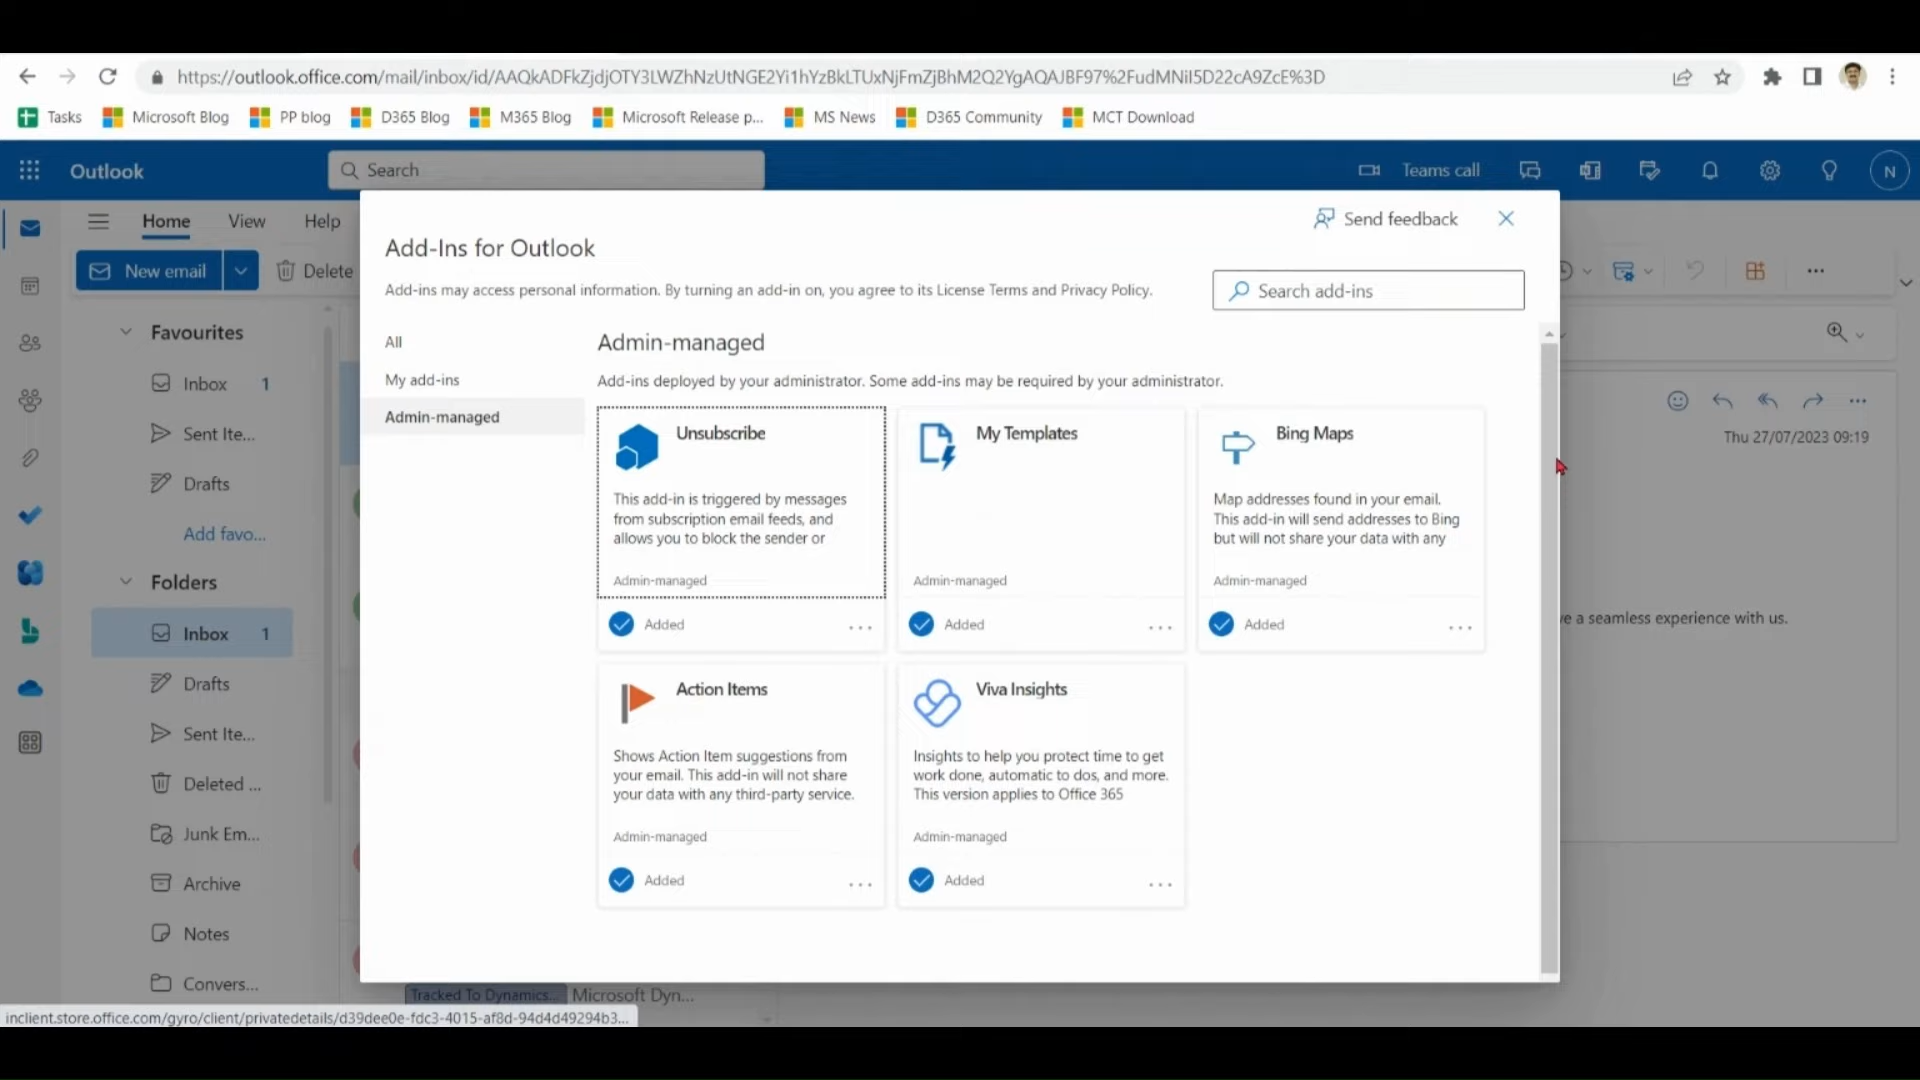 https://outlook.office.com/mail/inbox/id/AAQkADFkZjdjOTY3LWZhNzUtNGE2Yi1hYzBkLTUxNjFmZjBhM2Q2YgAQAJBF97%2FudMNiI5D22cA9ZcE%3D
Tasks Microsoft Blog PP blog D365 Blog M365 Blog Microsoft Release p... MS News D365 Community MCT Download
Outlook Search Teams call N
Home View Help
New email Delete
Favourites
Inbox 1
Sent Ite...
Drafts
Add favo...
Folders
Inbox 1
Drafts
Sent Ite...
Deleted ...
Junk Em...
Archive
Notes
Convers...
Send feedback
Add-Ins for Outlook
Add-ins may access personal information. By turning an add-in on, you agree to its License Terms and Privacy Policy.
Search add-ins
All
My add-ins
Admin-managed
Admin-managed
Add-ins deployed by your administrator. Some add-ins may be required by your administrator.
Unsubscribe
This add-in is triggered by messages
from subscription email feeds, and
allows you to block the sender or
Admin-managed
Added
My Templates
Admin-managed
Added
Bing Maps
Map addresses found in your email.
This add-in will send addresses to Bing
but will not share your data with any
Admin-managed
Added
Action Items
Shows Action Item suggestions from
your email. This add-in will not share
your data with any third-party service.
Admin-managed
Added
Viva Insights
Insights to help you protect time to get
work done, automatic to dos, and more.
This version applies to Office 365
Admin-managed
Added
Thu 27/07/2023 09:19
e a seamless experience with us.
Tracked To Dynamics... Microsoft Dyn...
inclient.store.office.com/gyro/client/privatedetails/d39dee0e-fdc3-4015-af8d-94d4d49294b3...